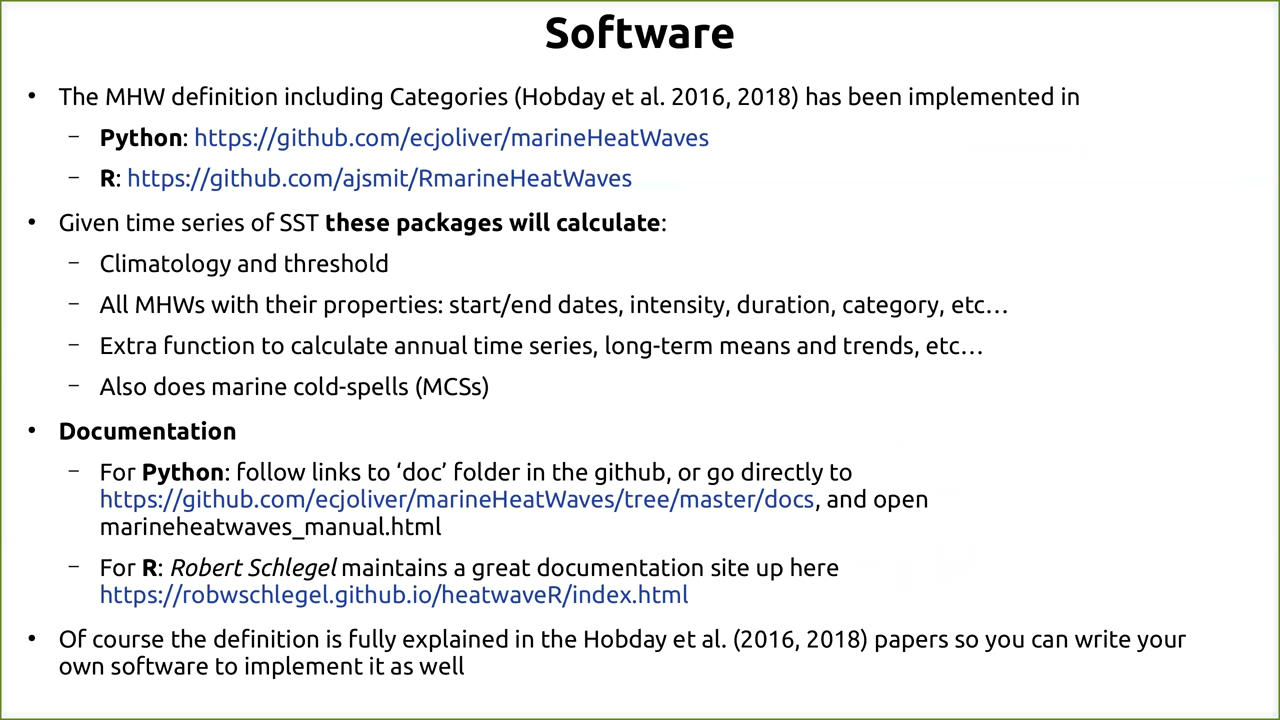 Software
• The MHW definition including Categories (Hobday et al. 2016, 2018) has been implemented in
– Python: https://github.com/ecjoliver/marineHeatWaves
– R: https://github.com/ajsmit/RmarineHeatWaves
• Given time series of SST these packages will calculate:
– Climatology and threshold
– All MHWs with their properties: start/end dates, intensity, duration, category, etc…
– Extra function to calculate annual time series, long-term means and trends, etc…
– Also does marine cold-spells (MCSs)
• Documentation
– For Python: follow links to ‘doc’ folder in the github, or go directly to
https://github.com/ecjoliver/marineHeatWaves/tree/master/docs, and open
marineheatwaves_manual.html
– For R: Robert Schlegel maintains a great documentation site up here
https://robwschlegel.github.io/heatwaveR/index.html
• Of course the definition is fully explained in the Hobday et al. (2016, 2018) papers so you can write your
own software to implement it as well